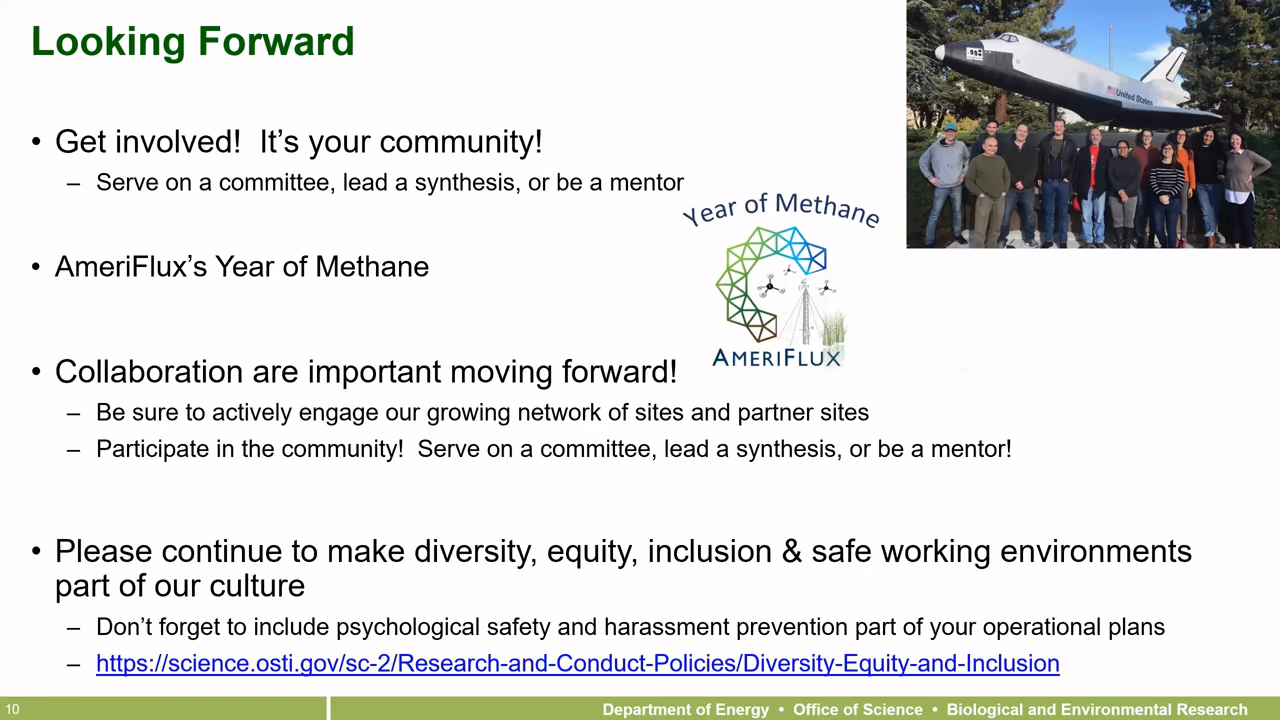 Looking Forward
United States
• Get involved!  It’s your community!
– Serve on a committee, lead a synthesis, or be a mentor
Year of Methane
• AmeriFlux’s Year of Methane
AMERIFLUX
• Collaboration are important moving forward!
– Be sure to actively engage our growing network of sites and partner sites
– Participate in the community!  Serve on a committee, lead a synthesis, or be a mentor!
• Please continue to make diversity, equity, inclusion & safe working environments
part of our culture
– Don’t forget to include psychological safety and harassment prevention part of your operational plans
– https://science.osti.gov/sc-2/Research-and-Conduct-Policies/Diversity-Equity-and-Inclusion
10
Department of Energy • Office of Science • Biological and Environmental Research